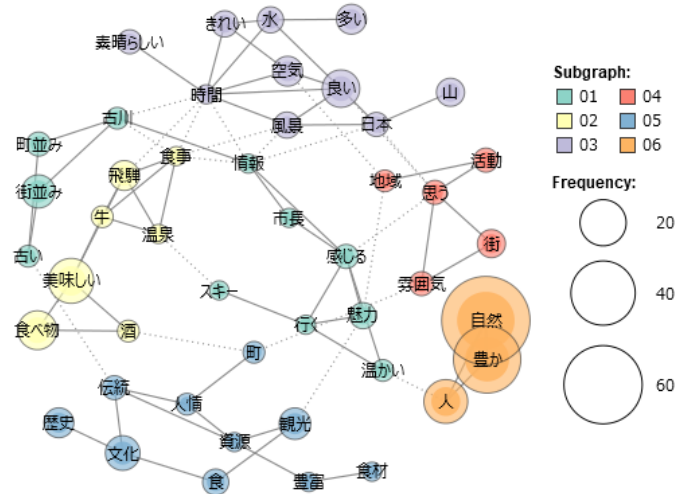 水
多い
きれい
素晴らしい
空気
良い
時間
山
古川
風景
日本
町並み
食事
情報
活動
飛騨
地域
思う
街並み
牛
市長
温泉
街
古い
感じる
美味しい
雰囲気
スキー
魅力
自然
行く
食べ物
酒
町
豊か
温かい
伝統
人情
人
歴史
観光
資源
文化
食材
食
豊富
Subgraph:
01
04
02
05
03
06
Frequency:
20
40
60